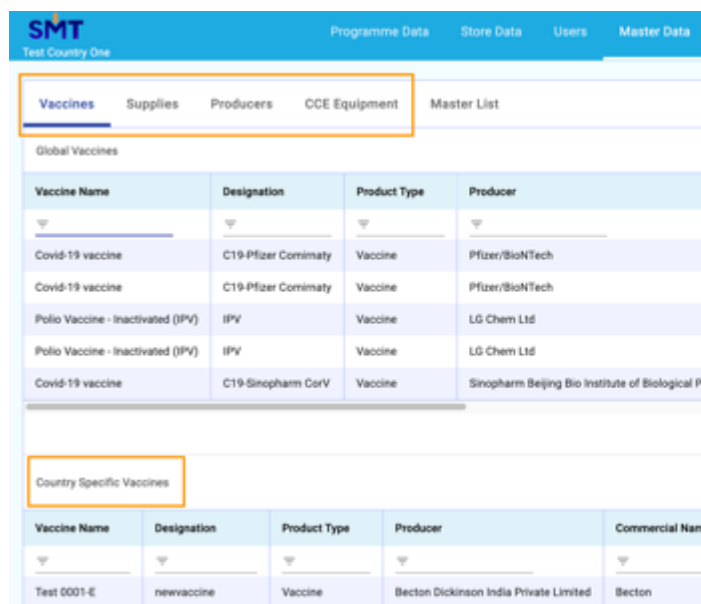 SMT
Test Country One
Programme Data Store Data Users Master Data
Vaccines Supplies Producers CCE Equipment Master List
Global Vaccines
Vaccine Name Designation Product Type Producer
Covid-19 vaccine C19-Pfizer Comirnaty Vaccine Pfizer/BioNTech
Covid-19 vaccine C19-Pfizer Comirnaty Vaccine Pfizer/BioNTech
Polio Vaccine - Inactivated (IPV) IPV Vaccine LG Chem Ltd
Polio Vaccine - Inactivated (IPV) IPV Vaccine LG Chem Ltd
Covid-19 vaccine C19-Sinopharm CorV Vaccine Sinopharm Beijing Bio Institute of Biological P
Country Specific Vaccines
Vaccine Name Designation Product Type Producer Commercial Nam
Test 0001-E newvaccine Vaccine Becton Dickinson India Private Limited Becton